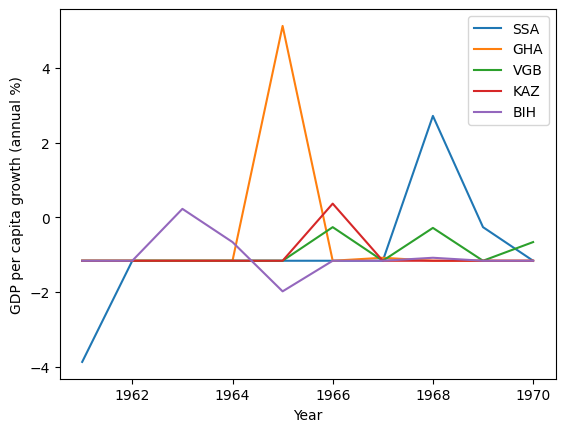 SSA
GHA
VGB
KAZ
BIH
GDP per capita growth (annual %)
4
2
0
−2
−4
1962 1964 1966 1968 1970
Year